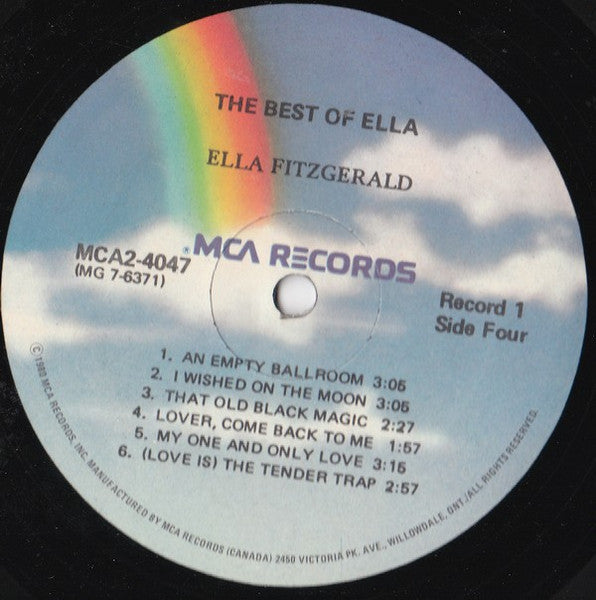 THE BEST OF ELLA
ELLA FITZGERALD
MCA RECORDS
MCA2-4047
(MG 7-6371)
Record 1
Side Four
1. AN EMPTY BALLROOM 3:05
2. I WISHED ON THE MOON 3:05
3. THAT OLD BLACK MAGIC 2:27
4. LOVER, COME BACK TO ME 1:57
5. MY ONE AND ONLY LOVE 3:15
6. (LOVE IS) THE TENDER TRAP 2:57
© 1980 MCA RECORDS, INC. MANUFACTURED BY MCA RECORDS (CANADA) 2450 VICTORIA PK. AVE., WILLOWDALE, ONT./ALL RIGHTS RESERVED.